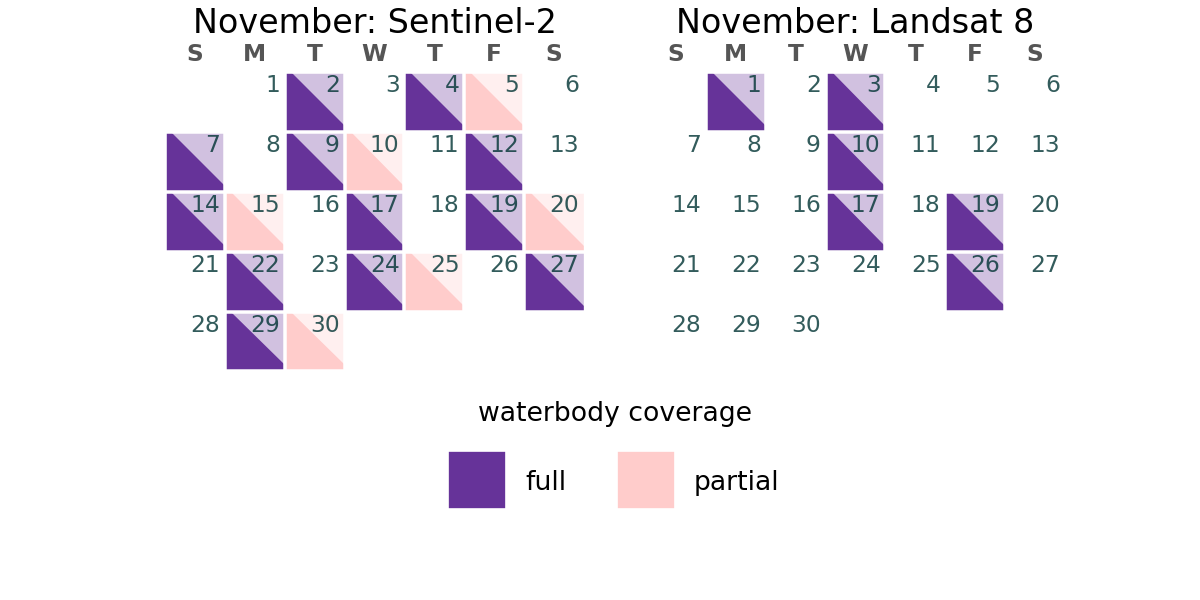 November: Sentinel-2
S M T W T F S
1 2 3 4 5 6
7 8 9 10 11 12 13
14 15 16 17 18 19 20
21 22 23 24 25 26 27
28 29 30
November: Landsat 8
S M T W T F S
1 2 3 4 5 6
7 8 9 10 11 12 13
14 15 16 17 18 19 20
21 22 23 24 25 26 27
28 29 30
waterbody coverage
full partial